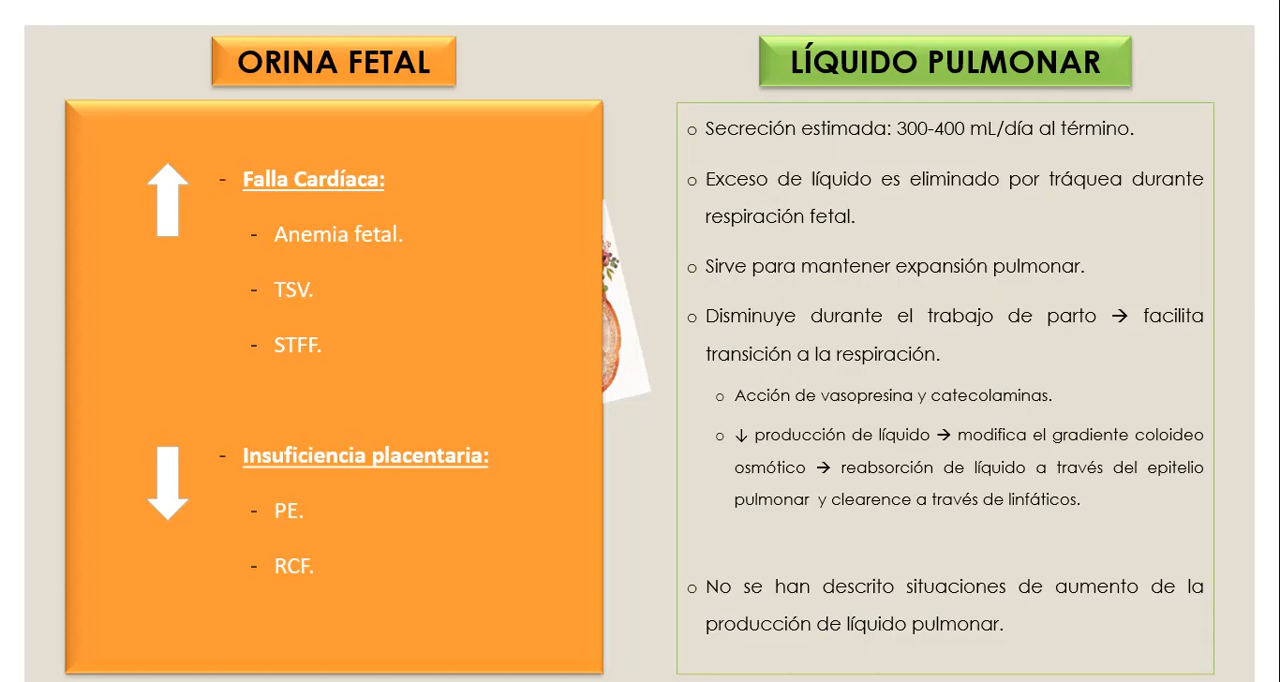 ORINA FETAL
- Falla Cardíaca:
- Anemia fetal.
- TSV.
- STFF.
- Insuficiencia placentaria:
- PE.
- RCF.
LÍQUIDO PULMONAR
o Secreción estimada: 300-400 mL/día al término.
o Exceso de líquido es eliminado por tráquea durante
respiración fetal.
o Sirve para mantener expansión pulmonar.
o Disminuye durante el trabajo de parto → facilita
transición a la respiración.
o Acción de vasopresina y catecolaminas.
o ↓ producción de líquido → modifica el gradiente coloideo
osmótico → reabsorción de líquido a través del epitelio
pulmonar y clearence a través de linfáticos.
o No se han descrito situaciones de aumento de la
producción de líquido pulmonar.